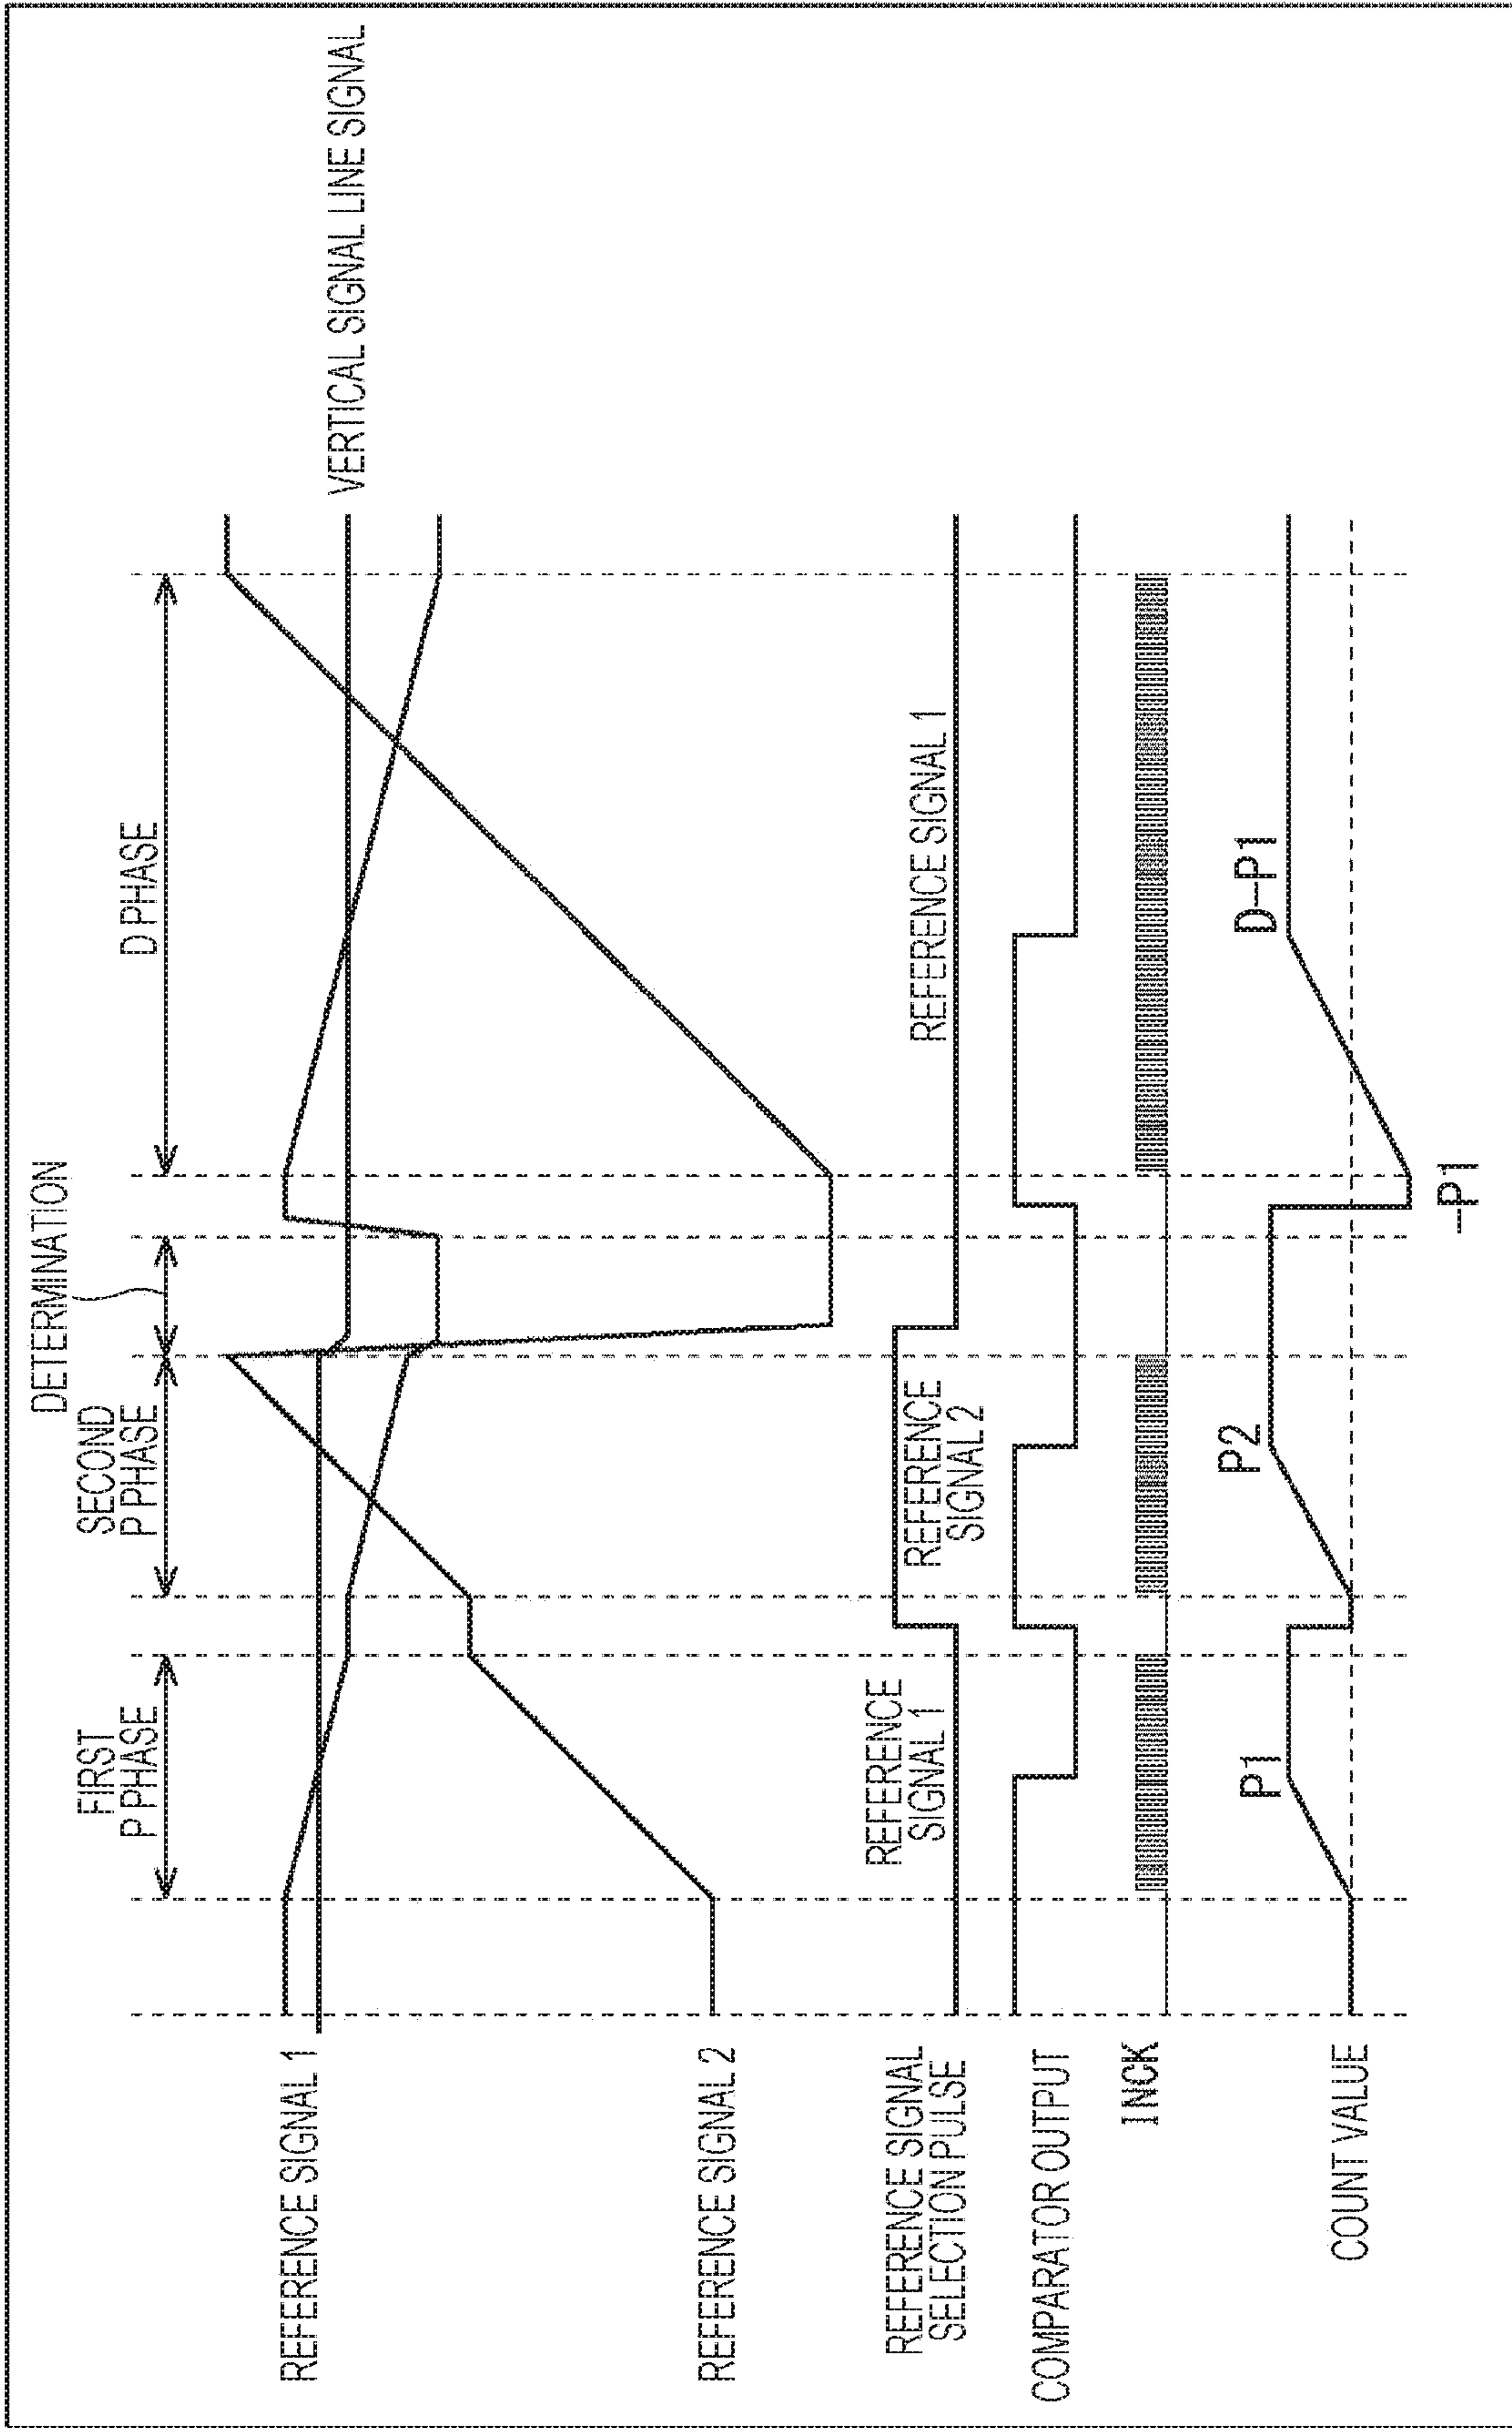 DETERMINATION
FIRST
P PHASE
SECOND
P PHASE
D PHASE
REFERENCE SIGNAL 1
VERTICAL SIGNAL LINE SIGNAL
REFERENCE SIGNAL 2
REFERENCE SIGNAL
SELECTION PULSE
REFERENCE
SIGNAL 1
REFERENCE
SIGNAL 2
REFERENCE SIGNAL 1
COMPARATOR OUTPUT
INCK
COUNT VALUE
P1
P2
D-P1
-P1